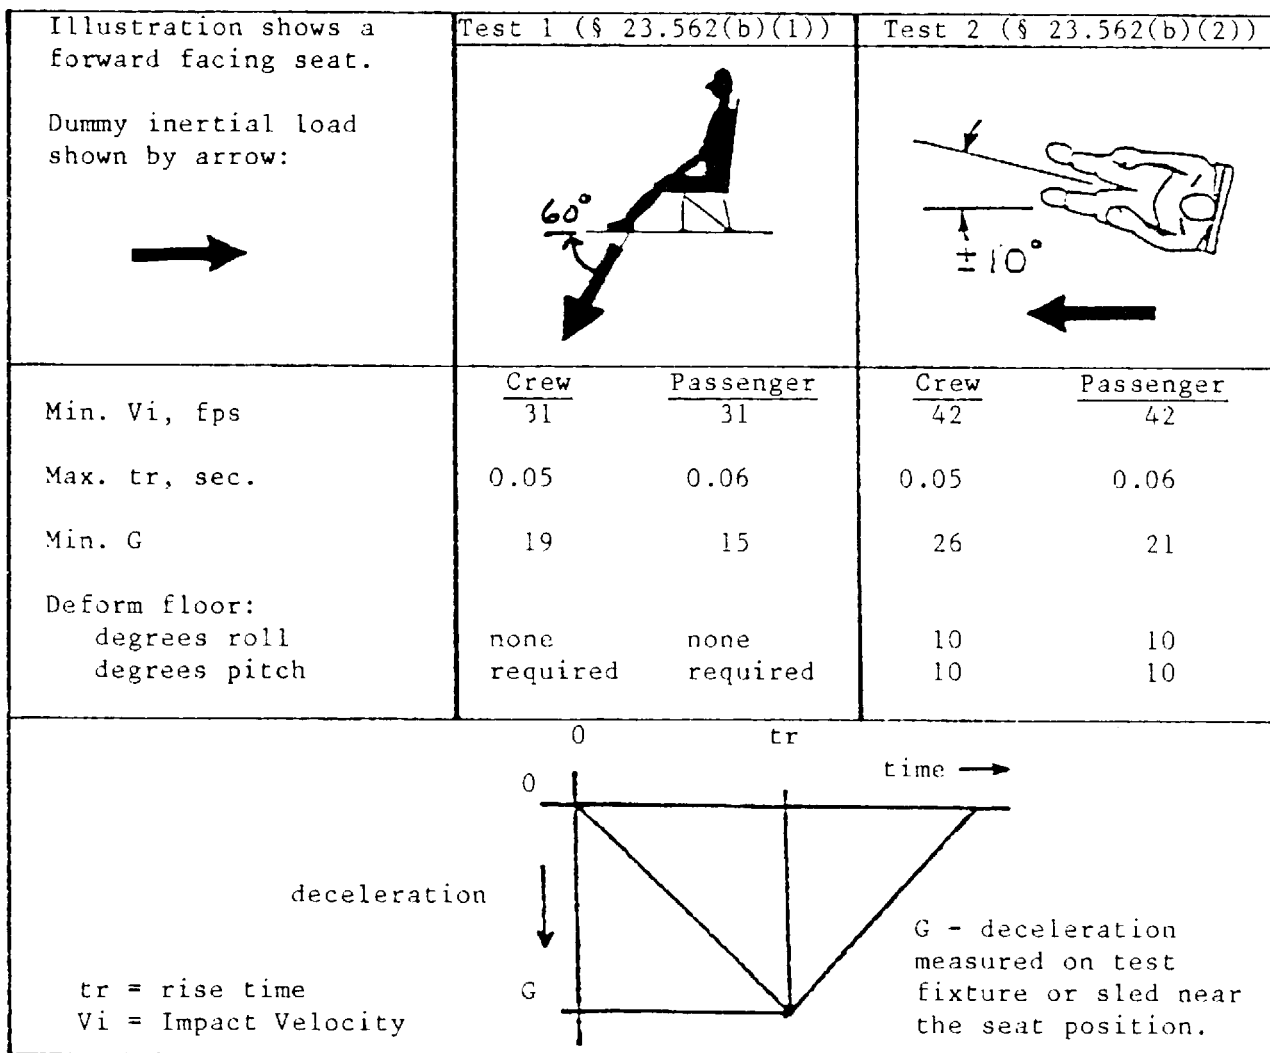 Illustration shows a
forward facing seat.
Dummy inertial load
shown by arrow:
Test 1 (§ 23.562(b)(1))
Test 2 (§ 23.562(b)(2))
60°
±10°
Crew Passenger Crew Passenger
Min. Vi, fps 31 31 42 42
Max. tr, sec. 0.05 0.06 0.05 0.06
Min. G 19 15 26 21
Deform floor:
degrees roll none none 10 10
degrees pitch required required 10 10
0 tr
time
0
deceleration
G
tr = rise time
Vi = Impact Velocity
G - deceleration
measured on test
fixture or sled near
the seat position.